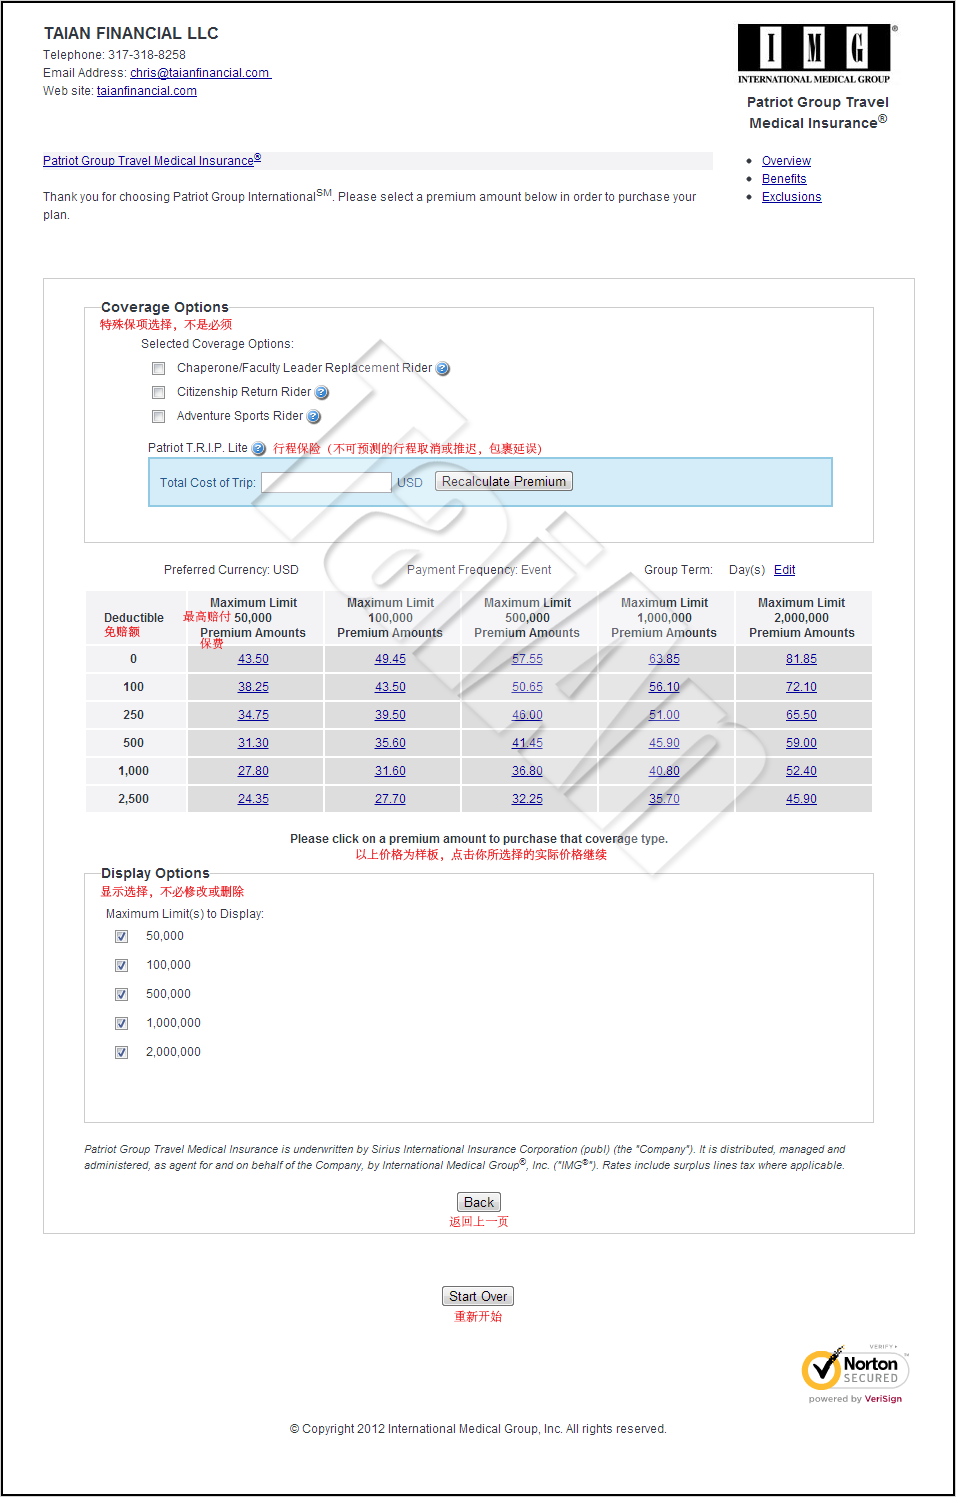 TAIAN FINANCIAL LLC
Telephone: 317-318-8258
Email Address: chris@taianfinancial.com
Web site: taianfinancial.com
IMG ®
INTERNATIONAL MEDICAL GROUP
Patriot Group Travel
Medical Insurance®
Patriot Group Travel Medical Insurance®
Overview
Benefits
Exclusions
Thank you for choosing Patriot Group International℠. Please select a premium amount below in order to purchase your
plan.
Coverage Options
特殊保项选择，不是必须
Selected Coverage Options:
Chaperone/Faculty Leader Replacement Rider ?
Citizenship Return Rider ?
Adventure Sports Rider ?
Patriot T.R.I.P. Lite ? 行程保险（不可预测的行程取消或推迟，包裹延误）
Total Cost of Trip: USD Recalculate Premium
Preferred Currency: USD Payment Frequency: Event Group Term: Day(s) Edit
Maximum Limit Maximum Limit Maximum Limit Maximum Limit Maximum Limit
Deductible 最高赔付 50,000 100,000 500,000 1,000,000 2,000,000
免赔额 Premium Amounts Premium Amounts Premium Amounts Premium Amounts Premium Amounts
保费
0 43.50 49.45 57.55 63.85 81.85
100 38.25 43.50 50.65 56.10 72.10
250 34.75 39.50 46.00 51.00 65.50
500 31.30 35.60 41.45 45.90 59.00
1,000 27.80 31.60 36.80 40.80 52.40
2,500 24.35 27.70 32.25 35.70 45.90
TaiAn
Please click on a premium amount to purchase that coverage type.
以上价格为样板，点击你所选择的实际价格继续
Display Options
显示选择，不必修改或删除
Maximum Limit(s) to Display:
50,000
100,000
500,000
1,000,000
2,000,000
Patriot Group Travel Medical Insurance is underwritten by Sirius International Insurance Corporation (publ) (the "Company"). It is distributed, managed and
administered, as agent for and on behalf of the Company, by International Medical Group®, Inc. ("IMG®"). Rates include surplus lines tax where applicable.
Back
返回上一页
Start Over
重新开始
VERIFY
Norton
SECURED
powered by VeriSign
© Copyright 2012 International Medical Group, Inc. All rights reserved.